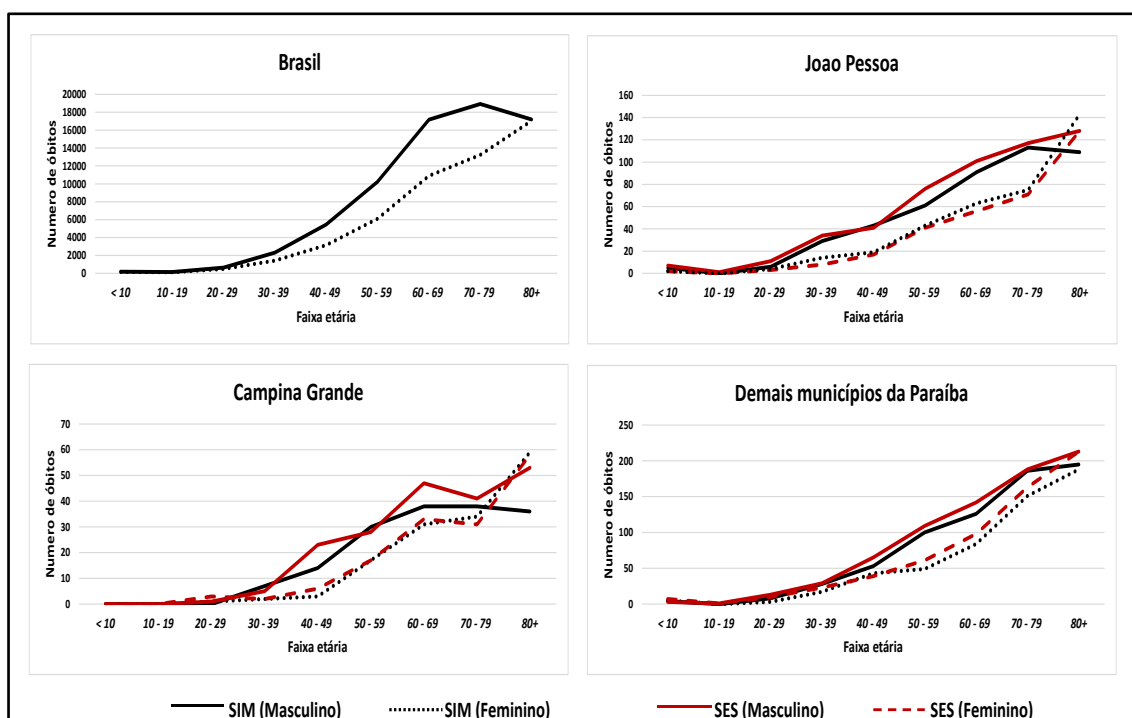 Brasil
Numero de óbitos
20000
18000
16000
14000
12000
10000
8000
6000
4000
2000
0
< 10 10 - 19 20 - 29 30 - 39 40 - 49 50 - 59 60 - 69 70 - 79 80+
Faixa etária
Joao Pessoa
Numero de óbitos
160
140
120
100
80
60
40
20
0
< 10 10 - 19 20 - 29 30 - 39 40 - 49 50 - 59 60 - 69 70 - 79 80+
Faixa etária
Campina Grande
Número de óbitos
70
60
50
40
30
20
10
0
< 10 10 - 19 20 - 29 30 - 39 40 - 49 50 - 59 60 - 69 70 - 79 80+
Faixa etária
Demais municípios da Paraíba
Número de óbitos
250
200
150
100
50
0
< 10 10 - 19 20 - 29 30 - 39 40 - 49 50 - 59 60 - 69 70 - 79 80+
Faixa etária
SIM (Masculino) SIM (Feminino) SES (Masculino) SES (Feminino)